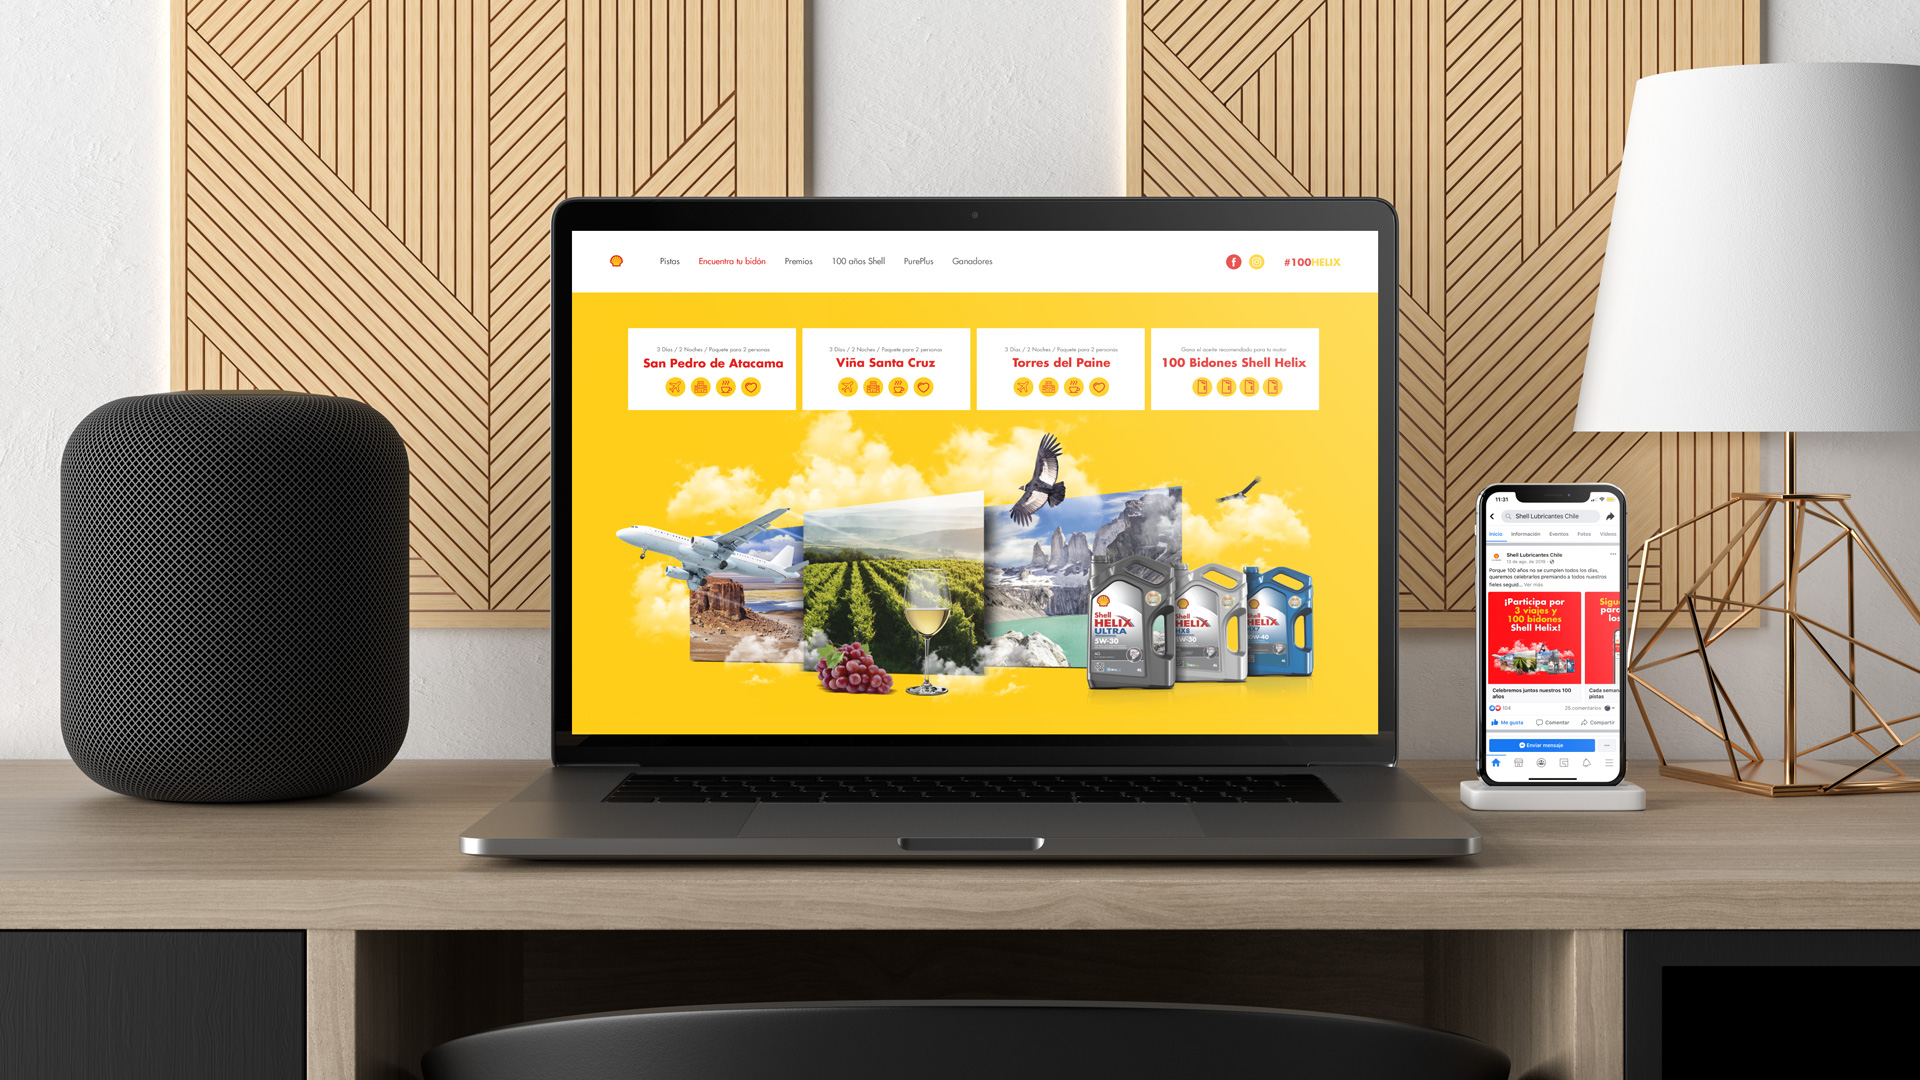 Pistas
Encuentra tu bidón
Premios
100 años Shell
PurePlus
Ganadores
#100HELIX
3 Días / 2 Noches / Paquete para 2 personas
San Pedro de Atacama
3 Días / 2 Noches / Paquete para 2 personas
Viña Santa Cruz
3 Días / 2 Noches / Paquete para 2 personas
Torres del Paine
Gana el aceite recomendado para tu motor
100 Bidones Shell Helix
Shell
HELIX
ULTRA
5W-30
4L
Shell
HELIX
HX8
5W-30
4L
Shell
HELIX
HX7
10W-40
4L
11:31
Shell Lubricantes Chile
Inicio
Información
Eventos
Fotos
Videos
Shell Lubricantes Chile
Porque 100 años no se cumplen todos los días,
queremos celebrarlos premiando a todos nuestros
fieles seguid... Ver más
¡Participa por
3 viajes y
100 bidones
Shell Helix!
Sigue
para
los
Celebremos juntos nuestros 100
años
Cada seman
pistas
104
25 comentarios
Me gusta
Comentar
Compartir
Enviar mensaje